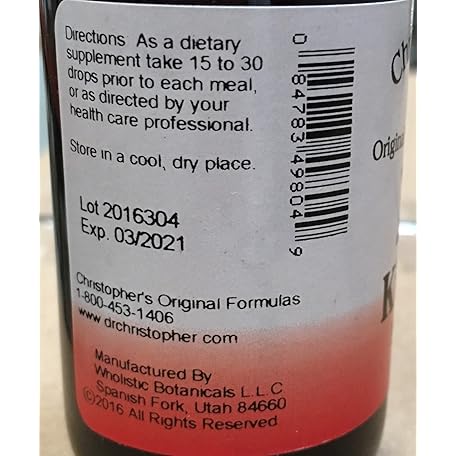 Directions As a dietary
supplement take 15 to 30
drops prior to each meal,
or as directed by your
health care professional.
Store in a cool, dry place.
Lot 2016304
Exp. 03/2021
Christopher's Original Formulas
1-800-453-1406
www.drchristopher.com
Manufactured By
Wholistic Botanicals L.L.C
Spanish Fork, Utah 84660
©2016 All Rights Reserved
0 84783 49804 9
Ch
Origina
K